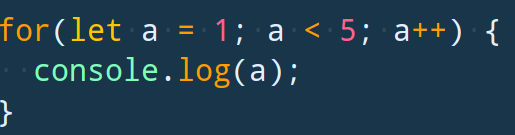 for(let a = 1; a < 5; a++) {
  console.log(a);
}